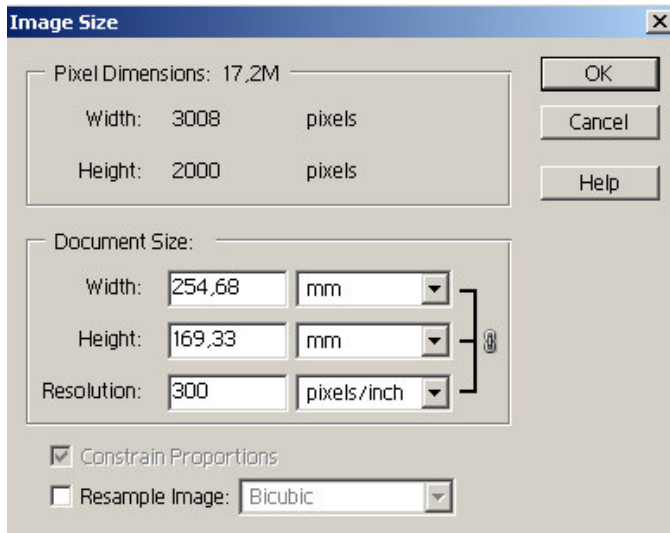 Image Size
Pixel Dimensions: 17,2M
Width: 3008 pixels
Height: 2000 pixels
OK
Cancel
Help
Document Size:
Width: 254,68 mm
Height: 169,33 mm
Resolution: 300 pixels/inch
Constrain Proportions
Resample Image: Bicubic